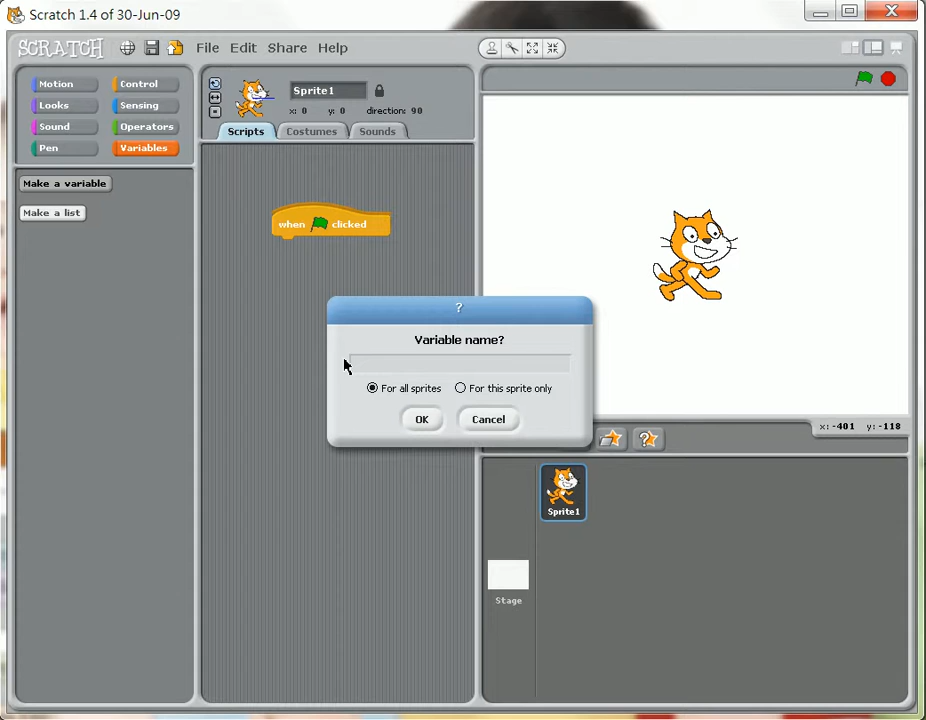 Scratch 1.4 of 30-Jun-09
SCRATCH File Edit Share Help
Motion Control
Looks Sensing
Sound Operators
Pen Variables
Make a variable
Make a list
Sprite1
x: 0 y: 0 direction: 90
Scripts Costumes Sounds
when clicked
?
Variable name?
For all sprites For this sprite only
OK Cancel
x: -401 y: -118
?
Sprite1
Stage